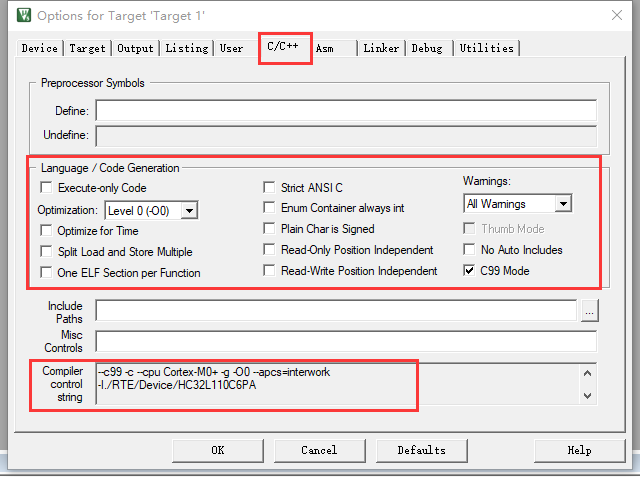 Options for Target 'Target 1'
Device Target Output Listing User C/C++ Asm Linker Debug Utilities
Preprocessor Symbols
Define:
Undefine:
Language / Code Generation
Execute-only Code Strict ANSI C Warnings:
Optimization: Level 0 (-O0) Enum Container always int All Warnings
Optimize for Time Plain Char is Signed Thumb Mode
Split Load and Store Multiple Read-Only Position Independent No Auto Includes
One ELF Section per Function Read-Write Position Independent C99 Mode
Include Paths ...
Misc Controls
Compiler control string
--c99 -c --cpu Cortex-M0+ -g -O0 --apcs=interwork
-I./RTE/Device/HC32L110C6PA
OK Cancel Defaults Help